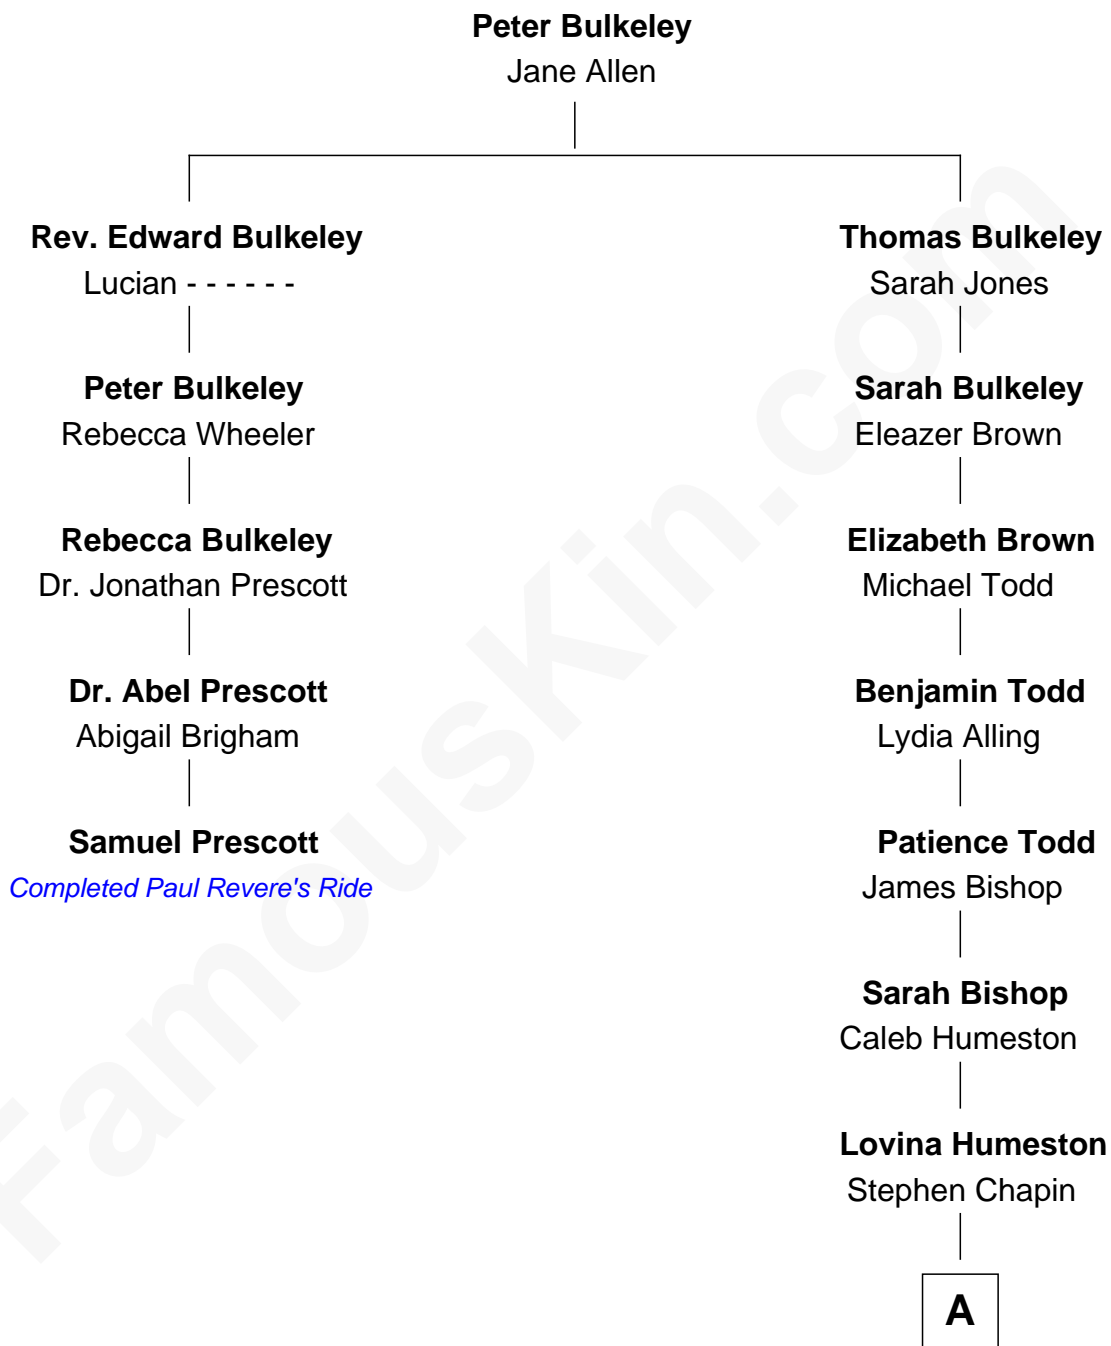 Peter Bulkeley
Jane Allen
Rev. Edward Bulkeley
Lucian - - - - - -
Peter Bulkeley
Rebecca Wheeler
Rebecca Bulkeley
Dr. Jonathan Prescott
Dr. Abel Prescott
Abigail Brigham
Samuel Prescott
Completed Paul Revere's Ride
Thomas Bulkeley
Sarah Jones
Sarah Bulkeley
Eleazer Brown
Elizabeth Brown
Michael Todd
Benjamin Todd
Lydia Alling
Patience Todd
James Bishop
Sarah Bishop
Caleb Humeston
Lovina Humeston
Stephen Chapin
A
FamousKin.com